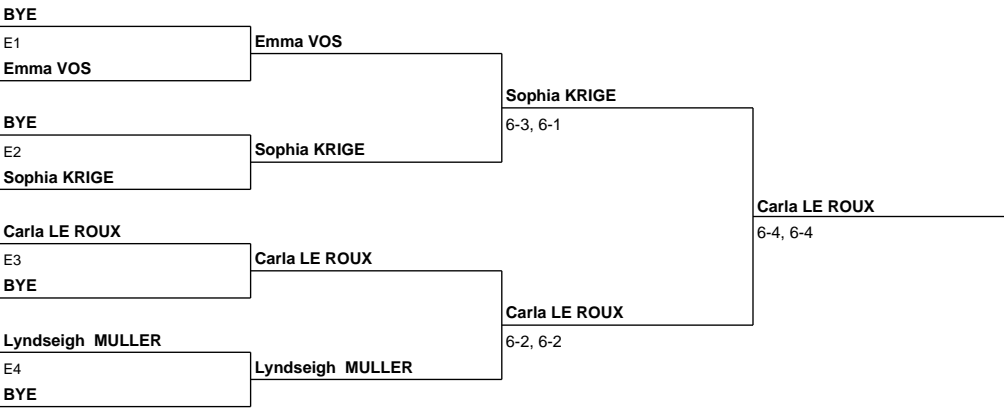 BYE
E1
Emma VOS
Emma VOS
Sophia KRIGE
6-3, 6-1
BYE
E2
Sophia KRIGE
Sophia KRIGE
Carla LE ROUX
6-4, 6-4
Carla LE ROUX
E3
BYE
Carla LE ROUX
Carla LE ROUX
6-2, 6-2
Lyndseigh MULLER
E4
BYE
Lyndseigh MULLER